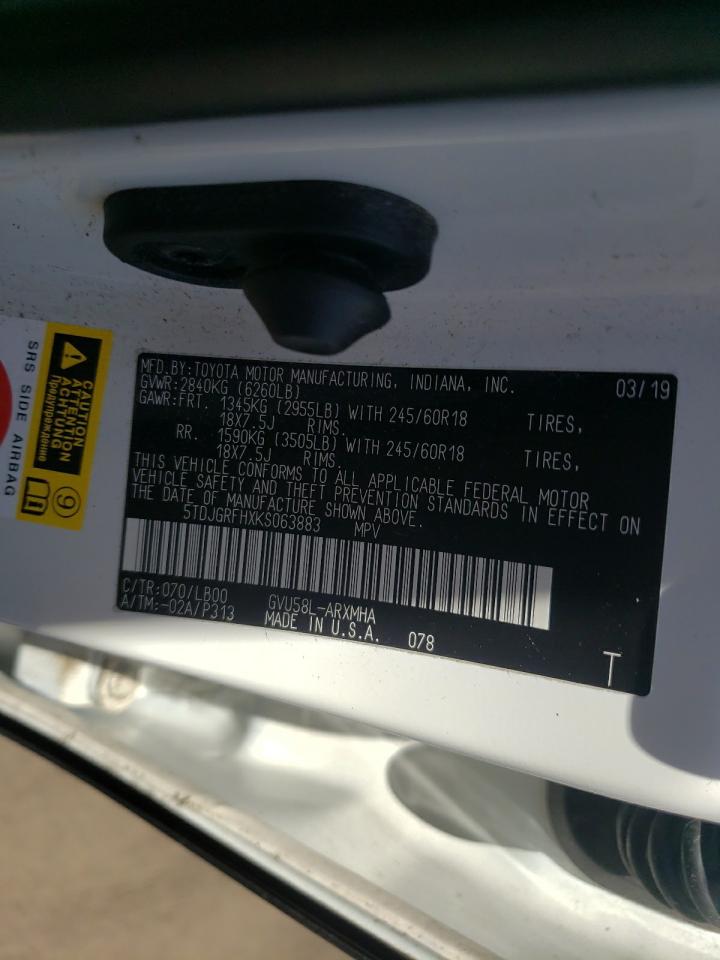 MFD.BY:TOYOTA MOTOR MANUFACTURING, INDIANA, INC. 03/19
GVWR:2840KG (6260LB)
GAWR:FRT. 1345KG (2955LB) WITH 245/60R18 TIRES,
18X7.5J RIMS.
RR. 1590KG (3505LB) WITH 245/60R18 TIRES,
18X7.5J RIMS.
THIS VEHICLE CONFORMS TO ALL APPLICABLE FEDERAL MOTOR
VEHICLE SAFETY AND THEFT PREVENTION STANDARDS IN EFFECT ON
THE DATE OF MANUFACTURE SHOWN ABOVE.
5TDJGRFHXKS063883 MPV
C/TR:070/LB00 GVU58L-ARXMHA
A/TM:-02A/P313 MADE IN U.S.A. 078
T
CAUTION
ATTENTION
ACHTUNG
Предупреждение
9
SRS SIDE AIRBAG